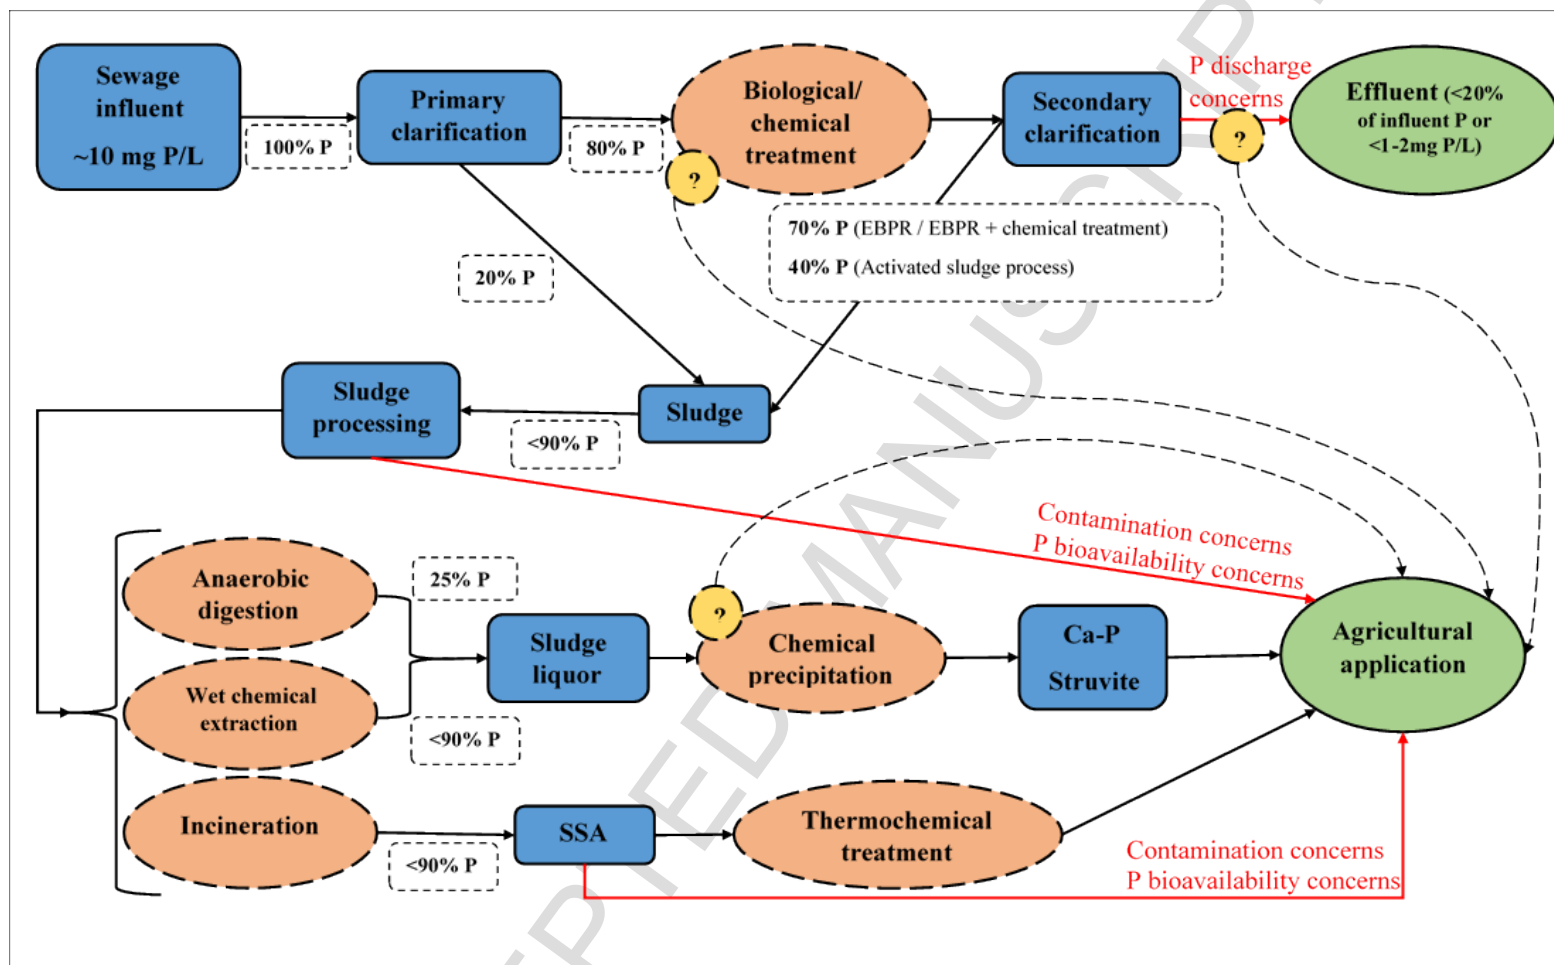 Sewage
influent
~10 mg P/L
100% P
Primary
clarification
80% P
Biological/
chemical
treatment
?
Secondary
clarification
P discharge
concerns
?
Effluent (<20%
of influent P or
<1-2mg P/L)
70% P (EBPR / EBPR + chemical treatment)
40% P (Activated sludge process)
20% P
Sludge
processing
<90% P
Sludge
Contamination concerns
P bioavailability concerns
Anaerobic
digestion
25% P
Wet chemical
extraction
<90% P
Sludge
liquor
?
Chemical
precipitation
Ca-P
Struvite
Agricultural
application
Incineration
<90% P
SSA
Thermochemical
treatment
Contamination concerns
P bioavailability concerns
EPTED MANUSCRIPT